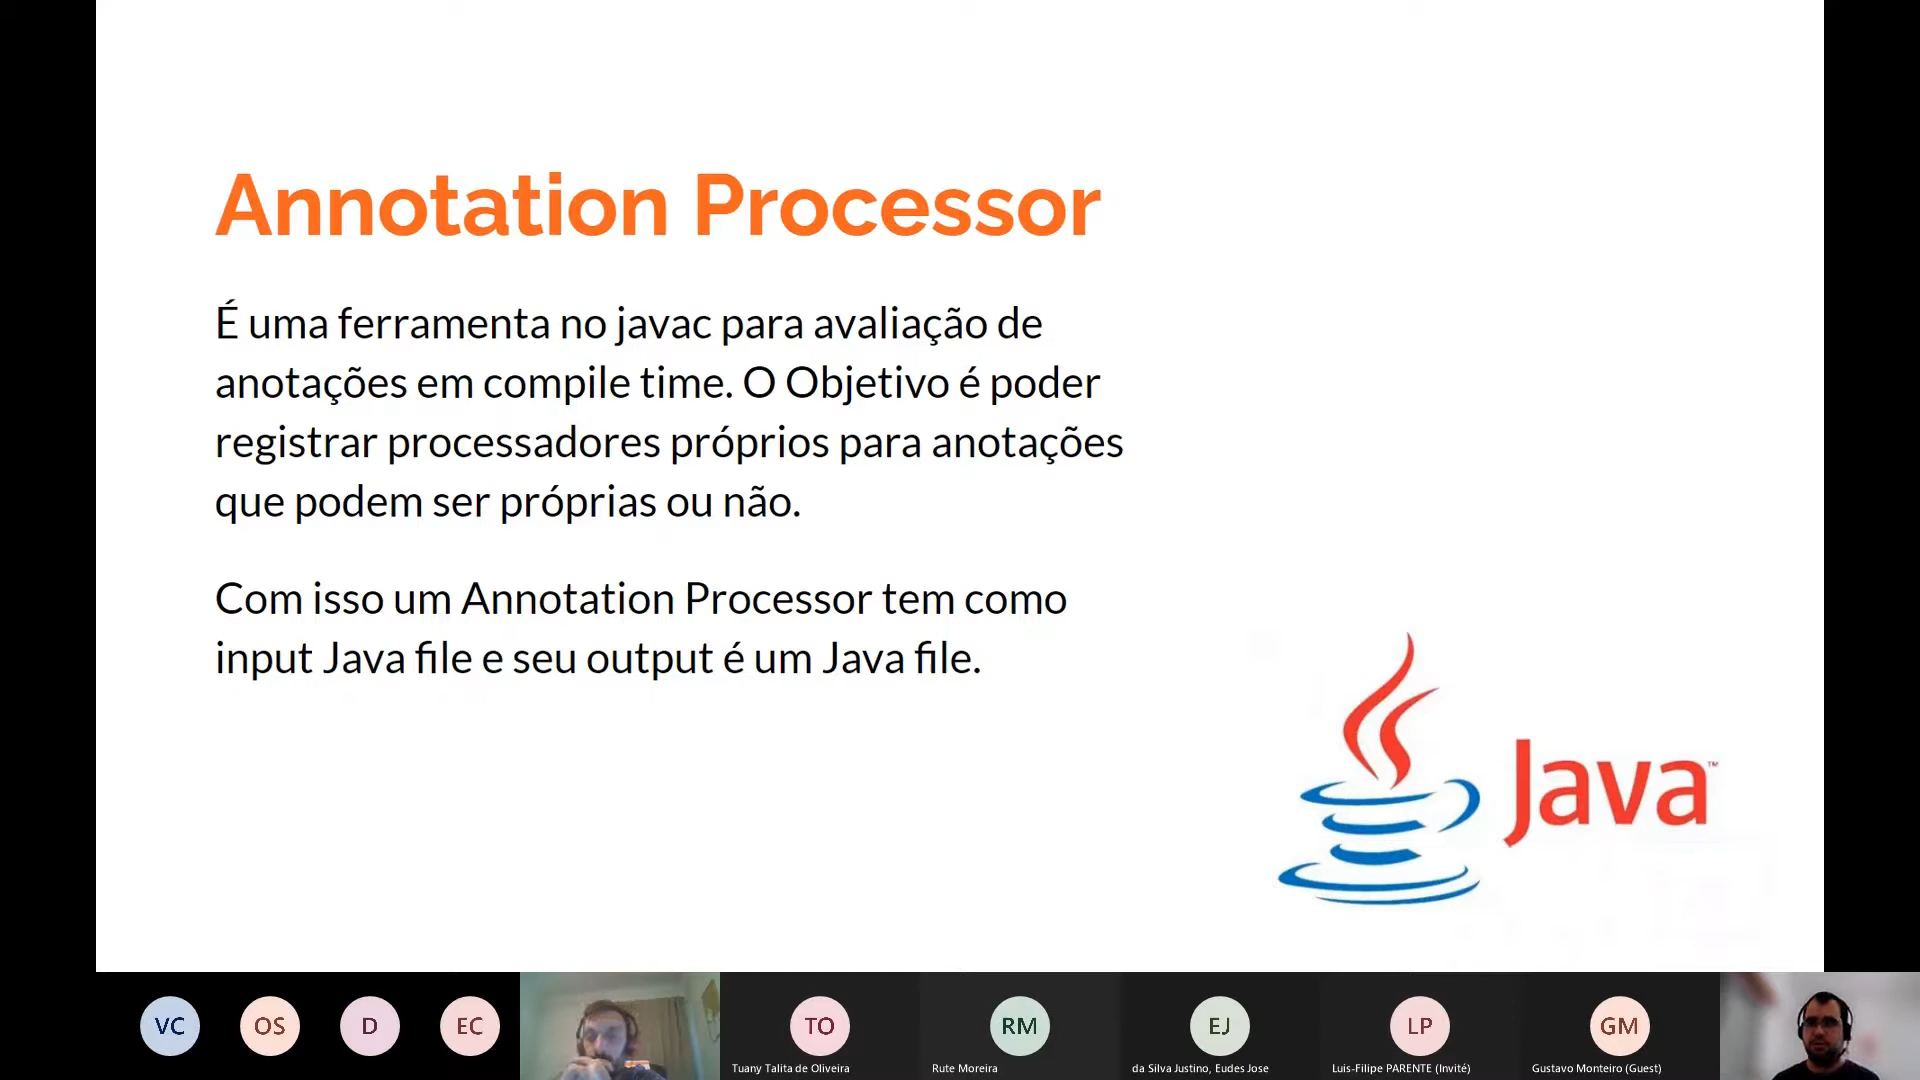 Annotation Processor
É uma ferramenta no javac para avaliação de
anotações em compile time. O Objetivo é poder
registrar processadores próprios para anotações
que podem ser próprias ou não.
Com isso um Annotation Processor tem como
input Java file e seu output é um Java file.
Java™
VC
OS
D
EC
TO
RM
EJ
LP
GM
Tuany Talita de Oliveira
Rute Moreira
da Silva Justino, Eudes Jose
Luis-Filipe PARENTE (Invité)
Gustavo Monteiro (Guest)